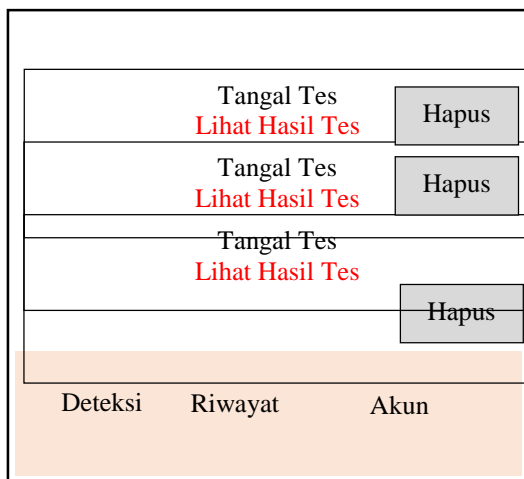 Tangal Tes
Lihat Hasil Tes
Hapus
Tangal Tes
Lihat Hasil Tes
Hapus
Tangal Tes
Lihat Hasil Tes
Hapus
Deteksi Riwayat Akun